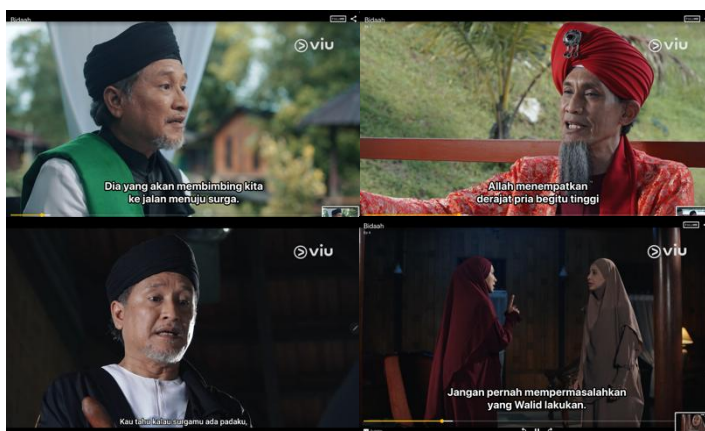 Bidaah
viu
Dia yang akan membimbing kita
ke jalan menuju surga.
Bidaah
viu
Allah menempatkan
derajat pria begitu tinggi
viu
Kau tahu kalau surgamu ada padaku,
Bidaah
viu
Jangan pernah mempermasalahkan
yang Walid lakukan.